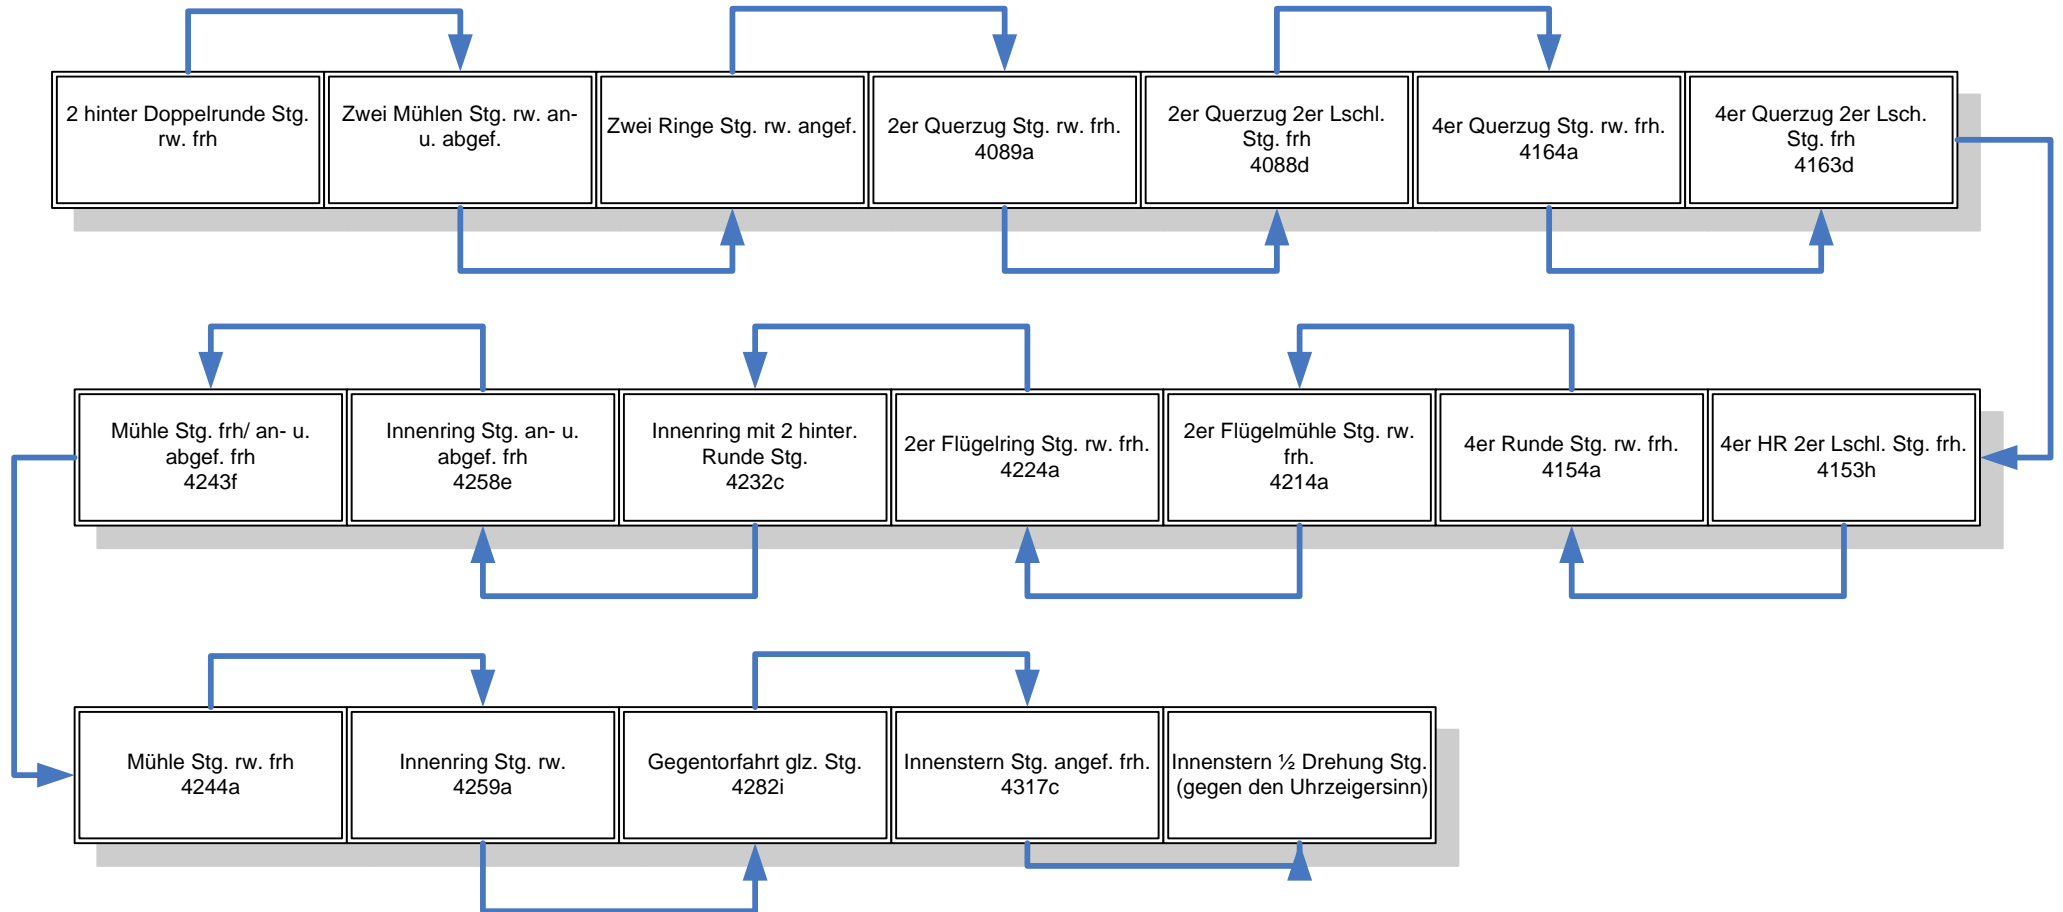 2 hinter Doppelrunde Stg.
rw. frh
Zwei Mühlen Stg. rw. an-
u. abgef.
Zwei Ringe Stg. rw. angef.
2er Querzug Stg. rw. frh.
4089a
2er Querzug 2er Lschl.
Stg. frh
4088d
4er Querzug Stg. rw. frh.
4164a
4er Querzug 2er Lsch.
Stg. frh
4163d
Mühle Stg. frh/ an- u.
abgef. frh
4243f
Innenring Stg. an- u.
abgef. frh
4258e
Innenring mit 2 hinter.
Runde Stg.
4232c
2er Flügelring Stg. rw. frh.
4224a
2er Flügelmühle Stg. rw.
frh.
4214a
4er Runde Stg. rw. frh.
4154a
4er HR 2er Lschl. Stg. frh.
4153h
Mühle Stg. rw. frh
4244a
Innenring Stg. rw.
4259a
Gegentorfahrt glz. Stg.
4282i
Innenstern Stg. angef. frh.
4317c
Innenstern ½ Drehung Stg.
(gegen den Uhrzeigersinn)